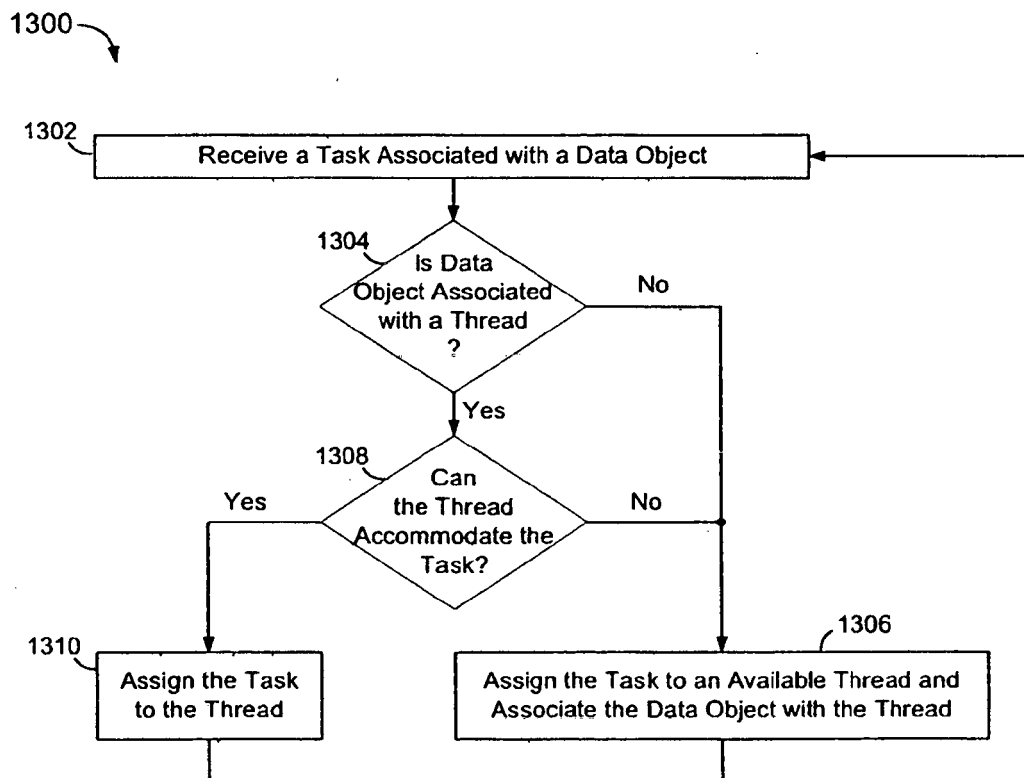 1300
1302
Receive a Task Associated with a Data Object
1304
Is Data
Object Associated
with a Thread
?
No
Yes
1308
Can
the Thread
Accommodate the
Task?
Yes
No
1310
Assign the Task
to the Thread
1306
Assign the Task to an Available Thread and
Associate the Data Object with the Thread